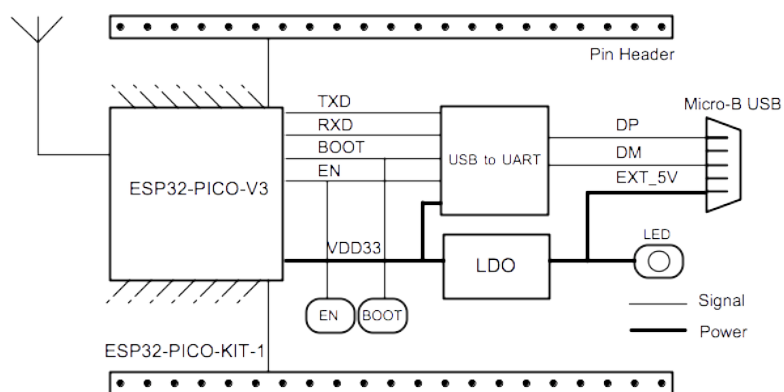 Pin Header
Micro-B USB
TXD
RXD
BOOT
EN
ESP32-PICO-V3
USB to UART
DP
DM
EXT_5V
VDD33
LDO
LED
EN
BOOT
Signal
Power
ESP32-PICO-KIT-1